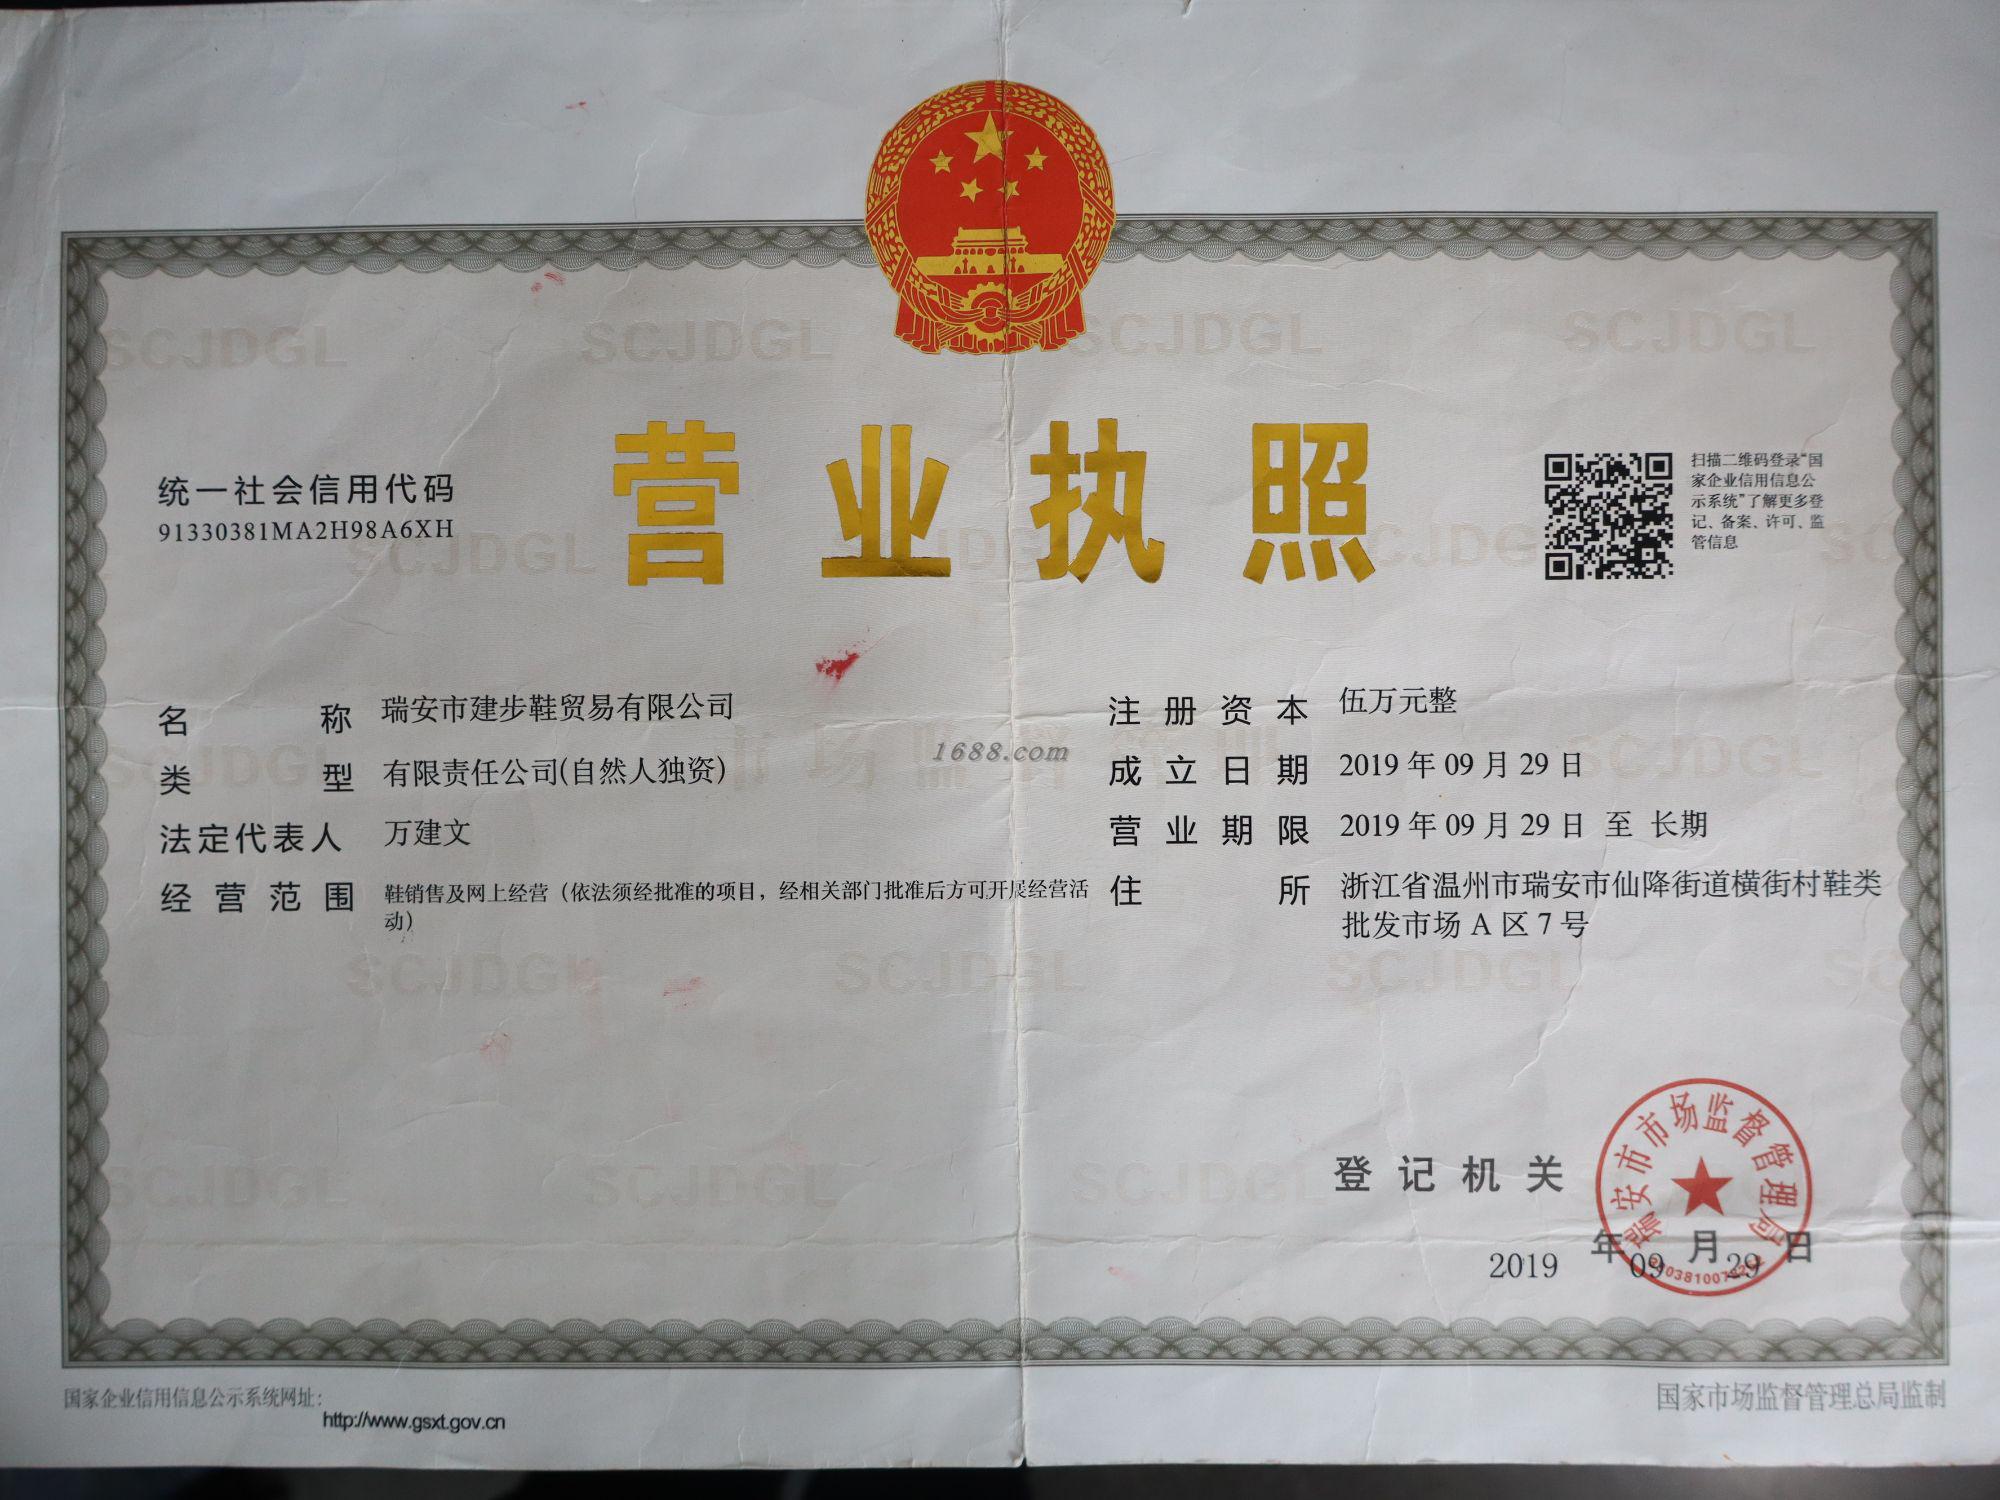 营业执照
统一社会信用代码
91330381MA2H98A6XH
扫描二维码登录“国
家企业信用信息公
示系统”了解更多登
记、备案、许可、监
管信息
名称 瑞安市建步鞋贸易有限公司
类型 有限责任公司(自然人独资)
法定代表人 万建文
经营范围 鞋销售及网上经营（依法须经批准的项目，经相关部门批准后方可开展经营活
动）
注册资本 伍万元整
成立日期 2019年09月29日
营业期限 2019年09月29日 至 长期
住所 浙江省温州市瑞安市仙降街道横街村鞋类
批发市场A区7号
1688.com
登记机关
瑞安市市场监督管理局
2019年09月29日
国家企业信用信息公示系统网址：
http://www.gsxt.gov.cn
国家市场监督管理总局监制
SCJDGL SCJDGL SCJDGL SCJDGL